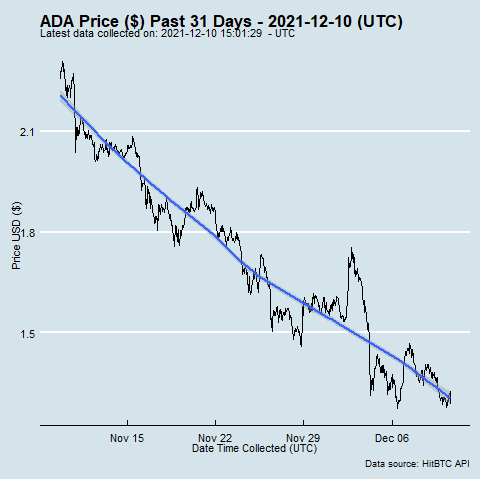 ADA Price ($) Past 31 Days - 2021-12-10 (UTC)
Latest data collected on: 2021-12-10 15:01:29 - UTC
2.1
1.8
1.5
Price USD ($)
Nov 15 Nov 22 Nov 29 Dec 06
Date Time Collected (UTC)
Data source: HitBTC API